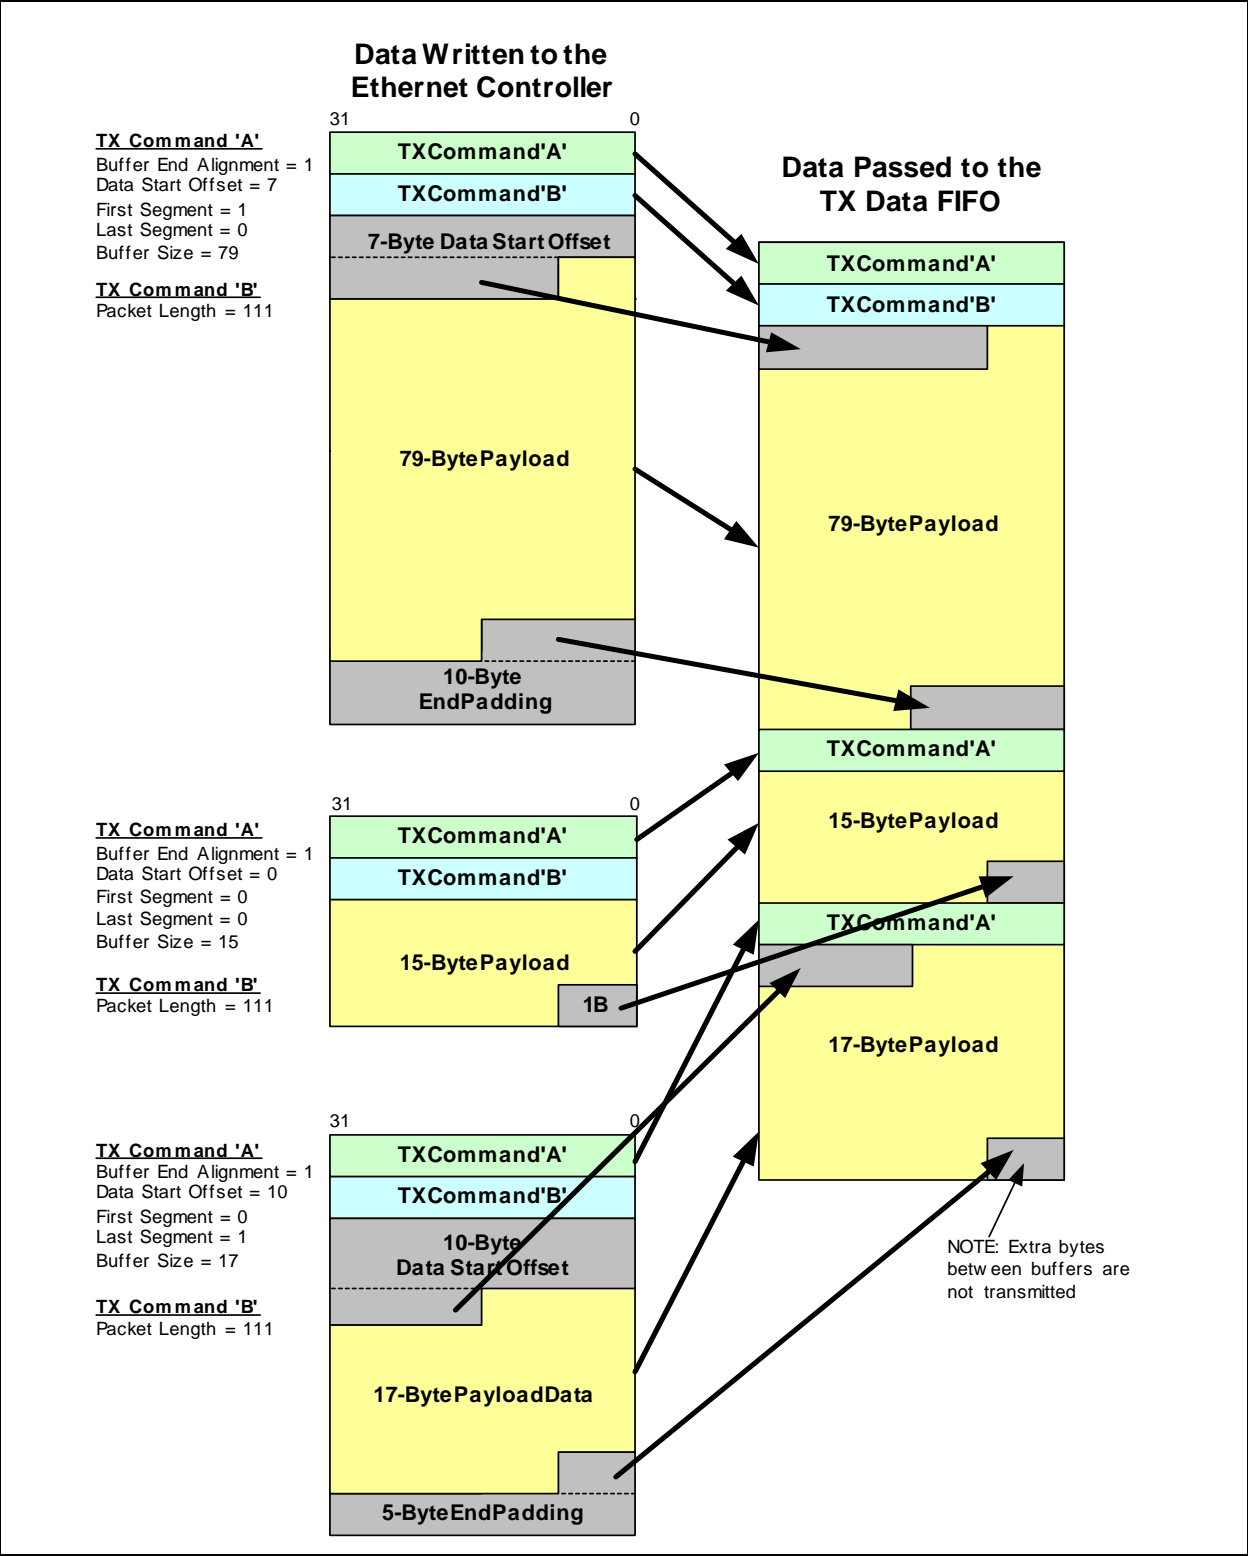 Data Written to the
Ethernet Controller
31 0
TX Command 'A'
Buffer End Alignment = 1
Data Start Offset = 7
First Segment = 1
Last Segment = 0
Buffer Size = 79
TX Command 'B'
Packet Length = 111
TXCommand'A'
TXCommand'B'
7-Byte Data Start Offset
79-BytePayload
10-Byte
EndPadding
Data Passed to the
TX Data FIFO
TXCommand'A'
TXCommand'B'
79-BytePayload
TXCommand'A'
15-BytePayload
TXCommand'A'
17-BytePayload
NOTE: Extra bytes
between buffers are
not transmitted
31 0
TX Command 'A'
Buffer End Alignment = 1
Data Start Offset = 0
First Segment = 0
Last Segment = 0
Buffer Size = 15
TX Command 'B'
Packet Length = 111
TXCommand'A'
TXCommand'B'
15-BytePayload
1B
31 0
TX Command 'A'
Buffer End Alignment = 1
Data Start Offset = 10
First Segment = 0
Last Segment = 1
Buffer Size = 17
TX Command 'B'
Packet Length = 111
TXCommand'A'
TXCommand'B'
10-Byte
Data Start Offset
17-BytePayloadData
5-ByteEndPadding